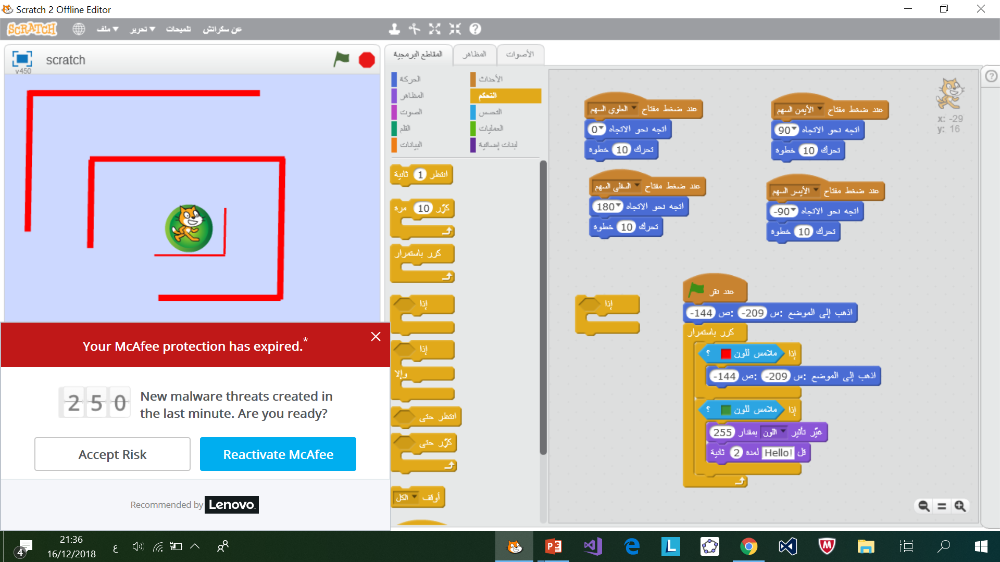 Scratch 2 Offline Editor
SCRATCH
ملف
تحرير
تلميحات
عن سكراتش
scratch
v450
المقاطع البرمجية
المظاهر
الأصوات
الحركة
المظاهر
الصوت
القلم
البيانات
الأحداث
التحكم
التحسس
العمليات
لبنات إضافية
انتظر 1 ثانية
كرّر 10 مرة
كرر باستمرار
إذا
إذا
وإلا
انتظر حتى
كرّر حتى
أوقف الكل
عند ضغط مفتاح العلوي السهم
اتجه نحو الاتجاه 0
تحرك 10 خطوة
عند ضغط مفتاح الأيمن السهم
اتجه نحو الاتجاه 90
تحرك 10 خطوة
عند ضغط مفتاح السفلي السهم
اتجه نحو الاتجاه 180
تحرك 10 خطوة
عند ضغط مفتاح الأيسر السهم
اتجه نحو الاتجاه -90
تحرك 10 خطوة
x: -29
y: 16
إذا
عند نقر
اذهب إلى الموضع س: -209 ص: -144
كرر باستمرار
إذا ملامس للون ؟
اذهب إلى الموضع س: -209 ص: -144
إذا ملامس للون ؟
غيّر تأثير اللون بمقدار 255
قل Hello! لمدة 2 ثانية
Your McAfee protection has expired.*
250
New malware threats created in
the last minute. Are you ready?
Accept Risk
Reactivate McAfee
Recommended by Lenovo
4
21:36
16/12/2018
ع